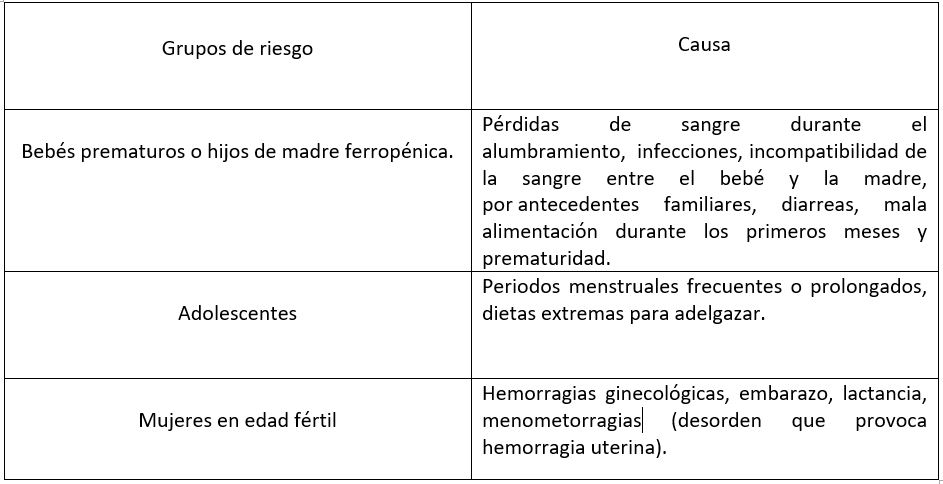 Grupos de riesgo
Causa
Bebés prematuros o hijos de madre ferropénica.
Pérdidas de sangre durante el
alumbramiento, infecciones, incompatibilidad de
la sangre entre el bebé y la madre,
por antecedentes familiares, diarreas, mala
alimentación durante los primeros meses y
prematuridad.
Adolescentes
Periodos menstruales frecuentes o prolongados,
dietas extremas para adelgazar.
Mujeres en edad fértil
Hemorragias ginecológicas, embarazo, lactancia,
menometorragias (desorden que provoca
hemorragia uterina).